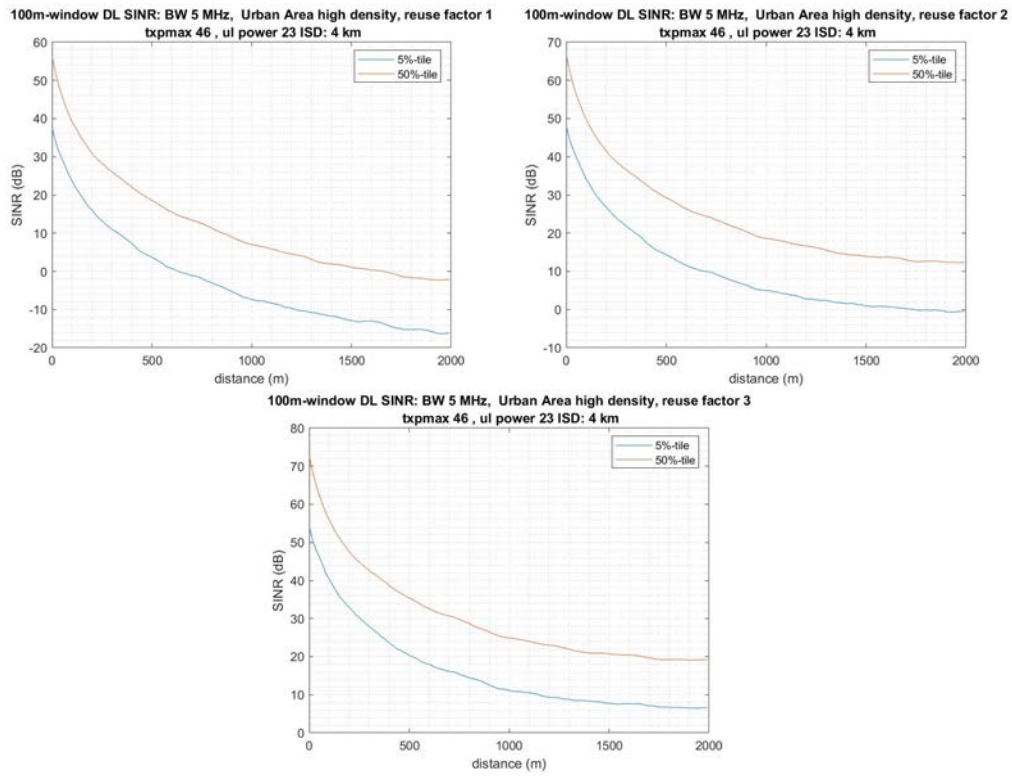 100m-window DL SINR: BW 5 MHz, Urban Area high density, reuse factor 1
txpmax 46 , ul power 23 ISD: 4 km
60
50
40
30
20
10
0
-10
-20
SINR (dB)
5%-tile
50%-tile
0
500
1000
1500
2000
distance (m)
100m-window DL SINR: BW 5 MHz, Urban Area high density, reuse factor 2
txpmax 46 , ul power 23 ISD: 4 km
70
60
50
40
30
20
10
0
-10
SINR (dB)
5%-tile
50%-tile
0
500
1000
1500
2000
distance (m)
100m-window DL SINR: BW 5 MHz, Urban Area high density, reuse factor 3
txpmax 46 , ul power 23 ISD: 4 km
80
70
60
50
40
30
20
10
0
SINR (dB)
5%-tile
50%-tile
0
500
1000
1500
2000
distance (m)